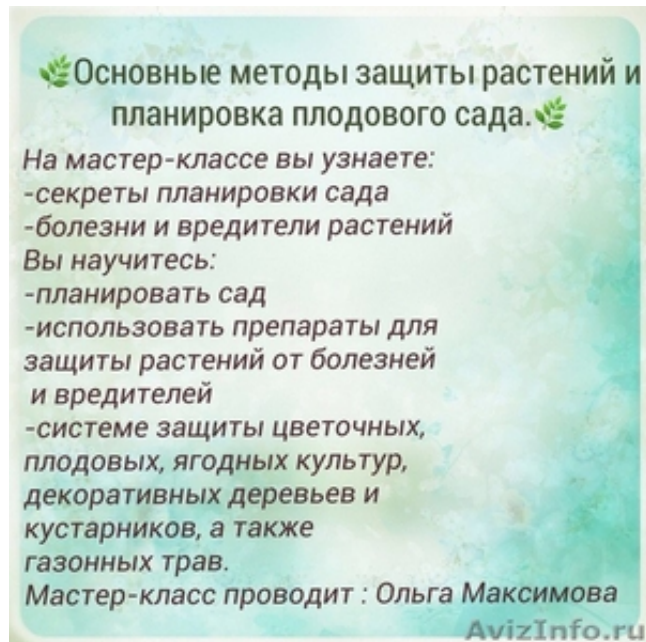 🌿Основные методы защиты растений и
планировка плодового сада.🌿
На мастер-классе вы узнаете:
-секреты планировки сада
-болезни и вредители растений
Вы научитесь:
-планировать сад
-использовать препараты для
защиты растений от болезней
и вредителей
-системе защиты цветочных,
плодовых, ягодных культур,
декоративных деревьев и
кустарников, а также
газонных трав.
Мастер-класс проводит : Ольга Максимова
AvizInfo.ru